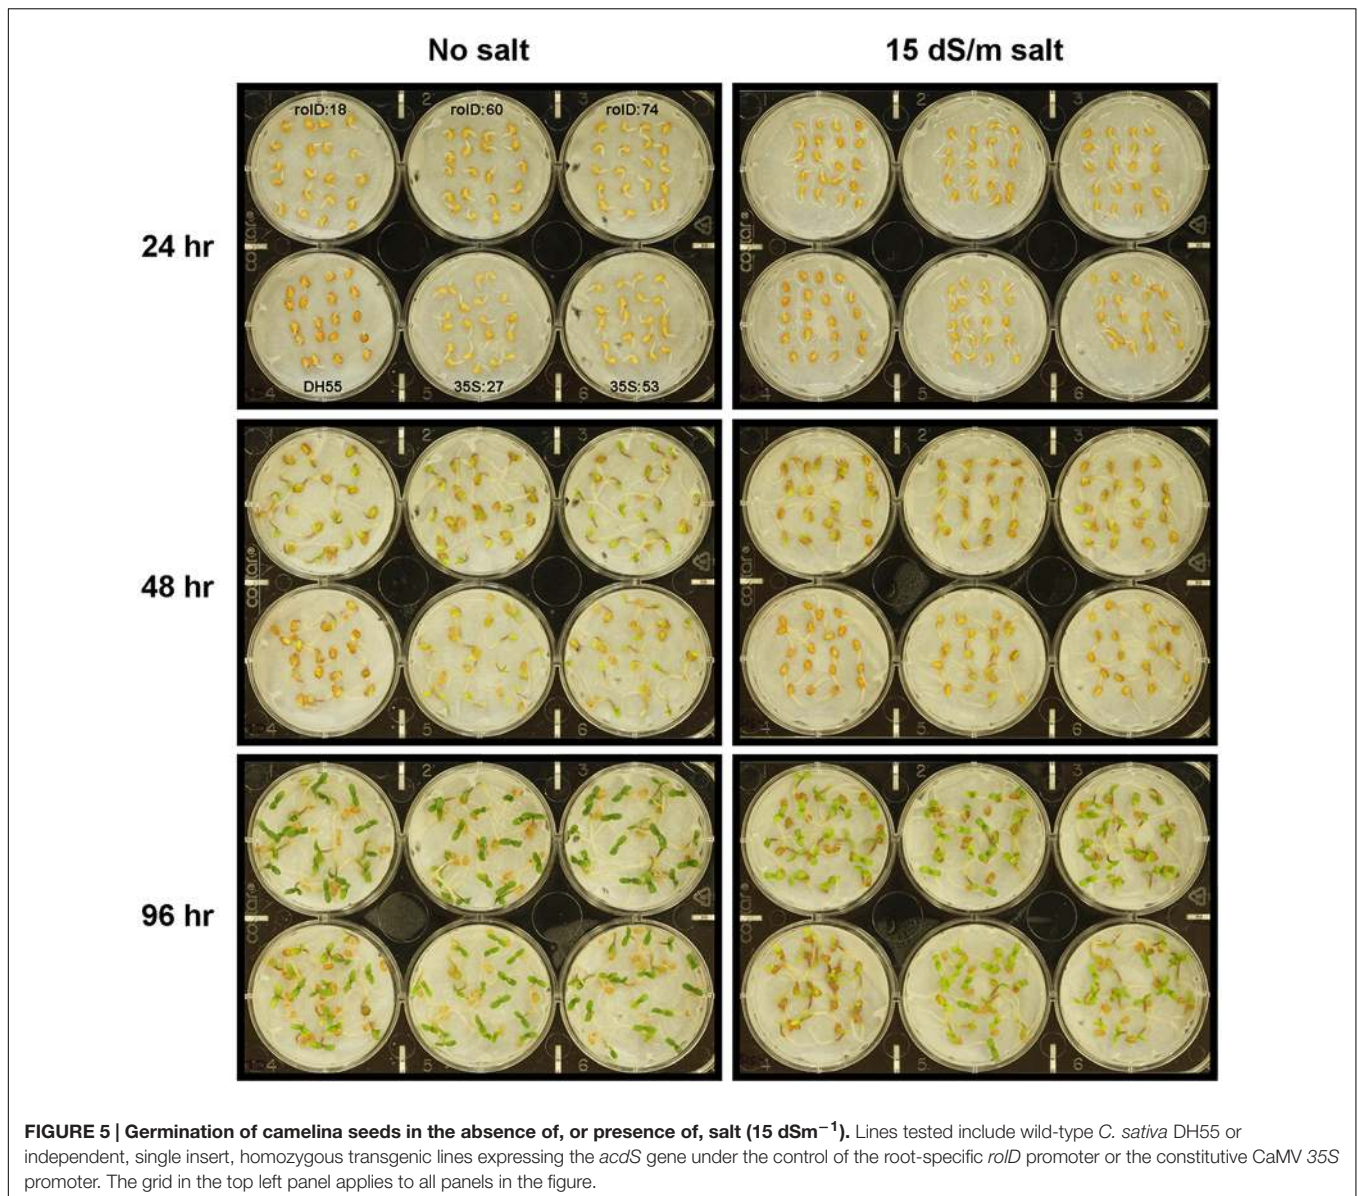 No salt 15 dS/m salt
rolD:18 rolD:60 rolD:74
24 hr
costar®
DH55 35S:27 35S:53
48 hr
96 hr
FIGURE 5 | Germination of camelina seeds in the absence of, or presence of, salt (15 dSm⁻¹). Lines tested include wild-type C. sativa DH55 or
independent, single insert, homozygous transgenic lines expressing the acdS gene under the control of the root-specific rolD promoter or the constitutive CaMV 35S
promoter. The grid in the top left panel applies to all panels in the figure.